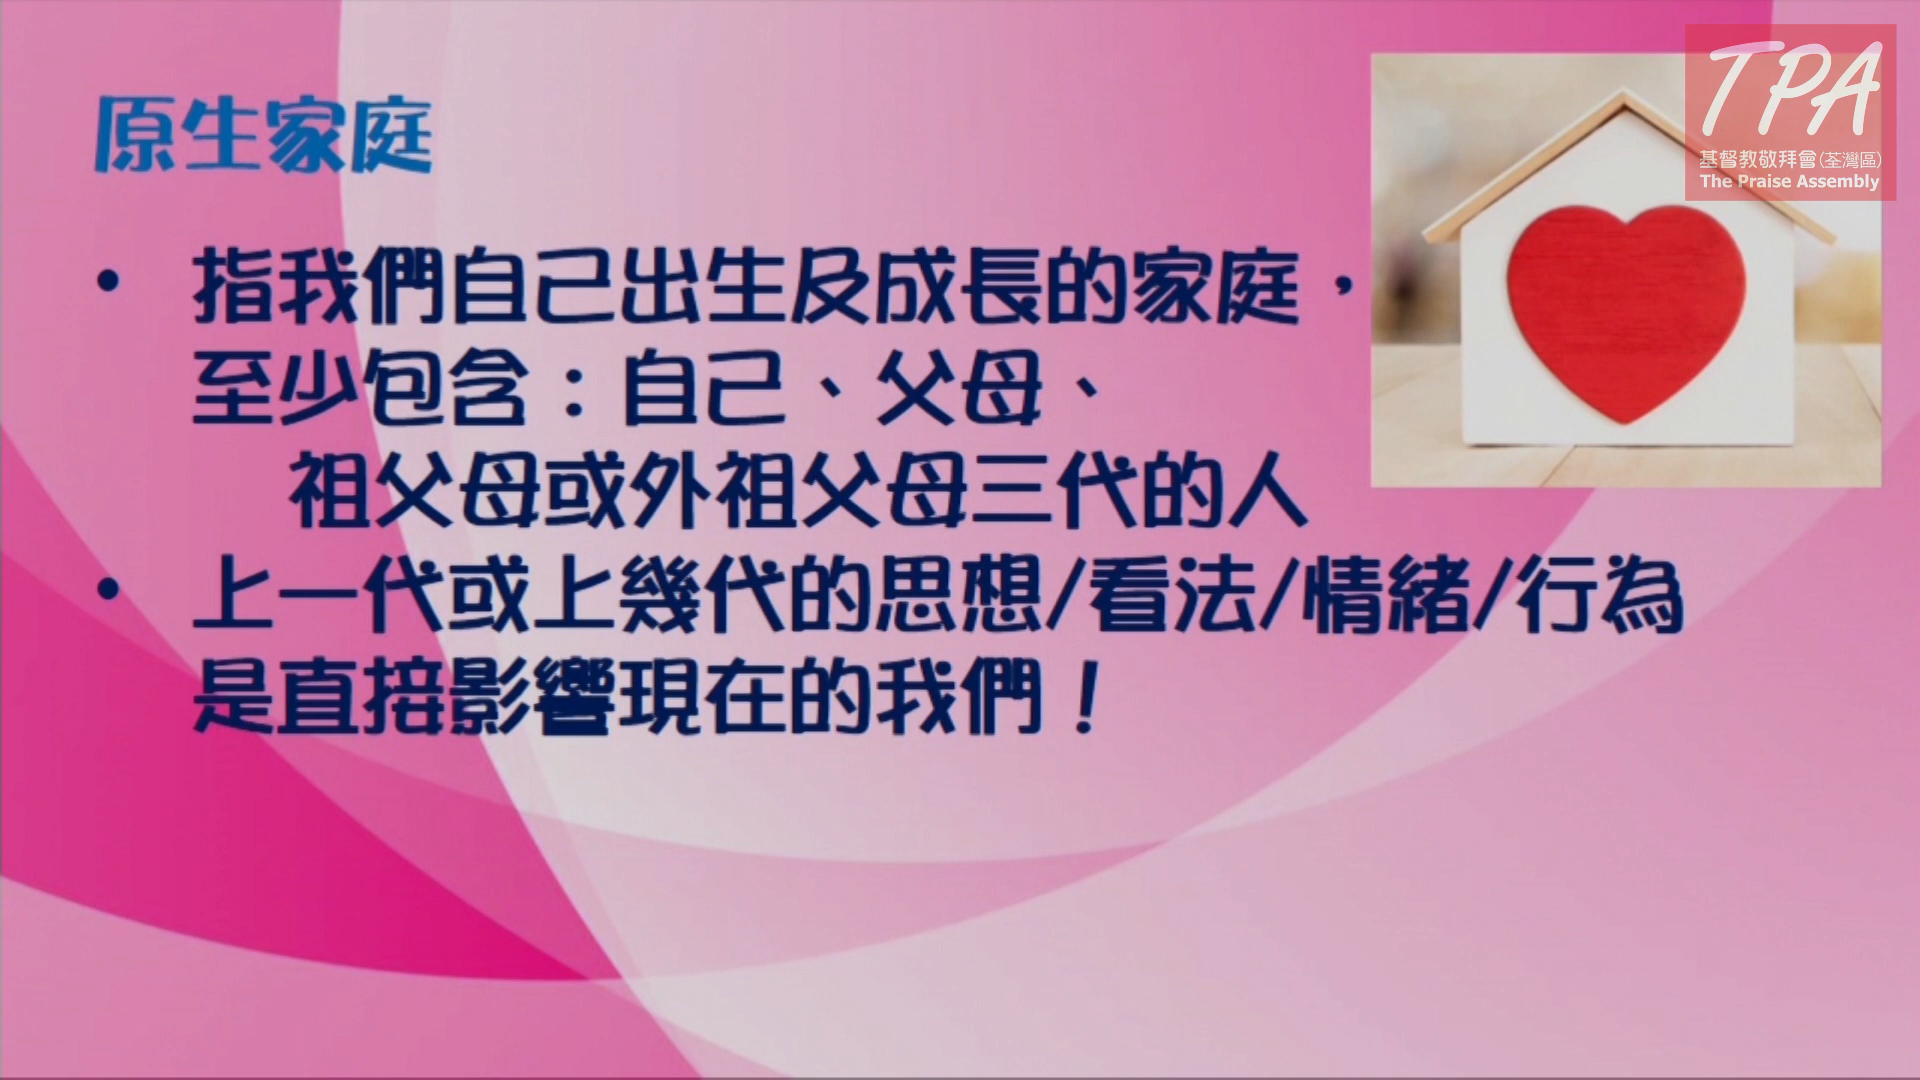 原生家庭
• 指我們自己出生及成長的家庭，
至少包含：自己、父母、
祖父母或外祖父母三代的人
• 上一代或上幾代的思想/看法/情緒/行為
是直接影響現在的我們！
TPA
基督教敬拜會(荃灣區)
The Praise Assembly